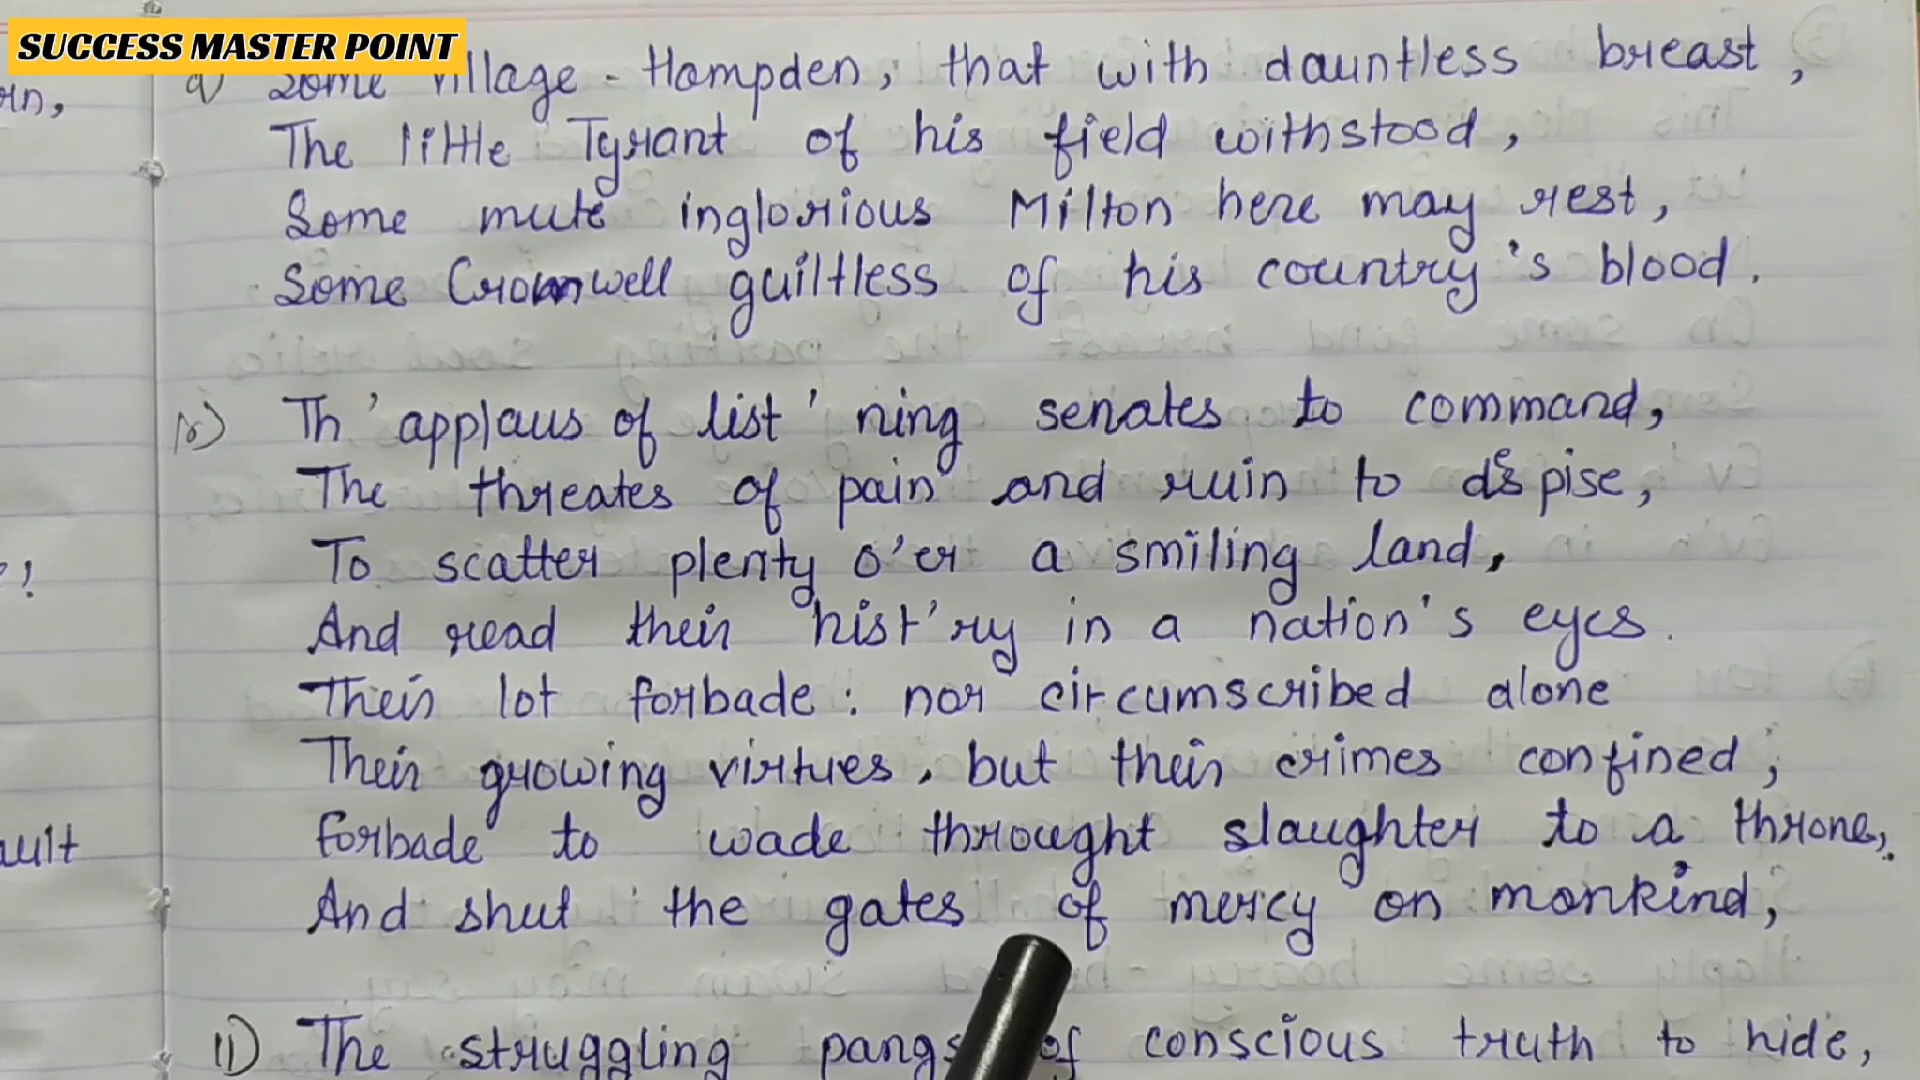 SUCCESS MASTER POINT
a) Some Village - Hampden, that with dauntless breast,
rn,
The little Tyrant of his field withstood,
Some mute inglorious Milton here may rest,
Some Cromwell guiltless of his country's blood.
Th' applaus of list' ning senates to command,
The threates of pain and ruin to despise,
To scatter plenty o'er a smiling land,
!
And read their hist'ry in a nation's eyes.
Their lot forbade: nor circumscribed alone
Their growing virtues, but their crimes confined;
ault
forbade to wade throught slaughter to a throne,
And shut the gates of mercy on mankind,
11) The struggling pangs of conscious truth to hide,